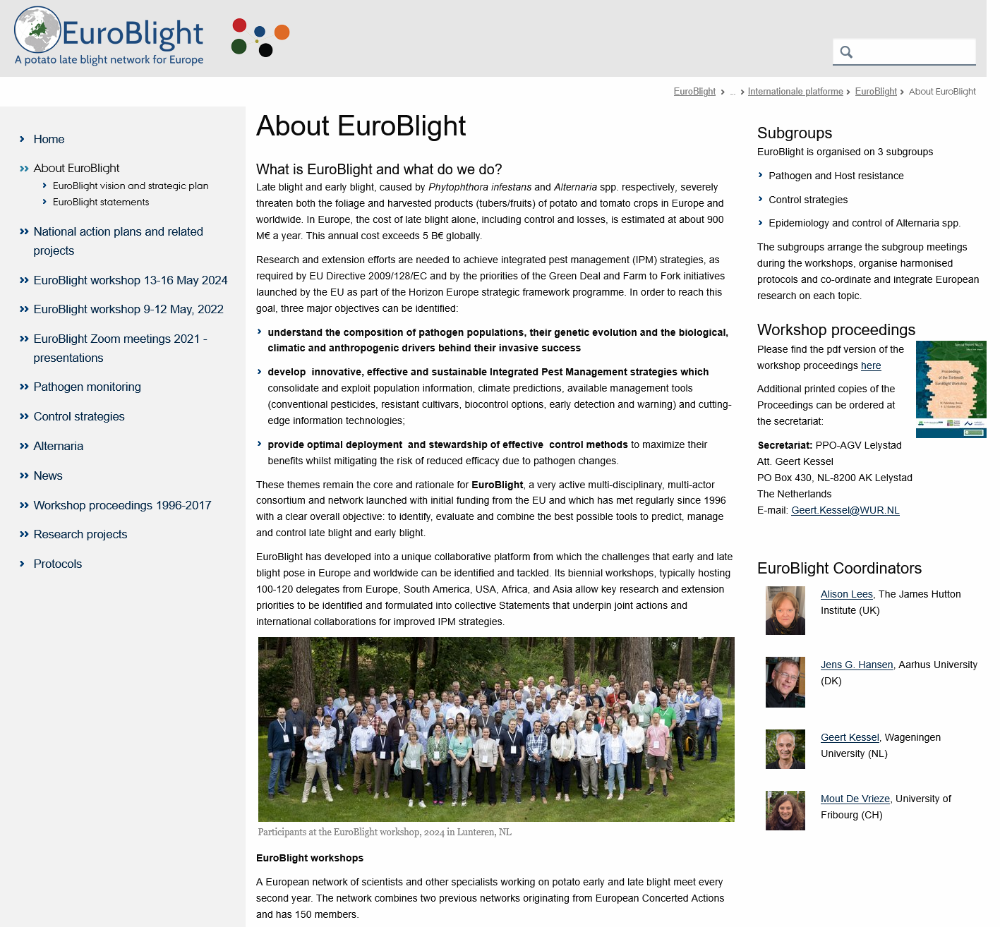 EuroBlight
A potato late blight network for Europe
EuroBlight › ... › Internationale platforme › EuroBlight › About EuroBlight
Home
About EuroBlight
EuroBlight vision and strategic plan
EuroBlight statements
National action plans and related
projects
EuroBlight workshop 13-16 May 2024
EuroBlight workshop 9-12 May, 2022
EuroBlight Zoom meetings 2021 -
presentations
Pathogen monitoring
Control strategies
Alternaria
News
Workshop proceedings 1996-2017
Research projects
Protocols
About EuroBlight
What is EuroBlight and what do we do?
Late blight and early blight, caused by Phytophthora infestans and Alternaria spp. respectively, severely
threaten both the foliage and harvested products (tubers/fruits) of potato and tomato crops in Europe and
worldwide. In Europe, the cost of late blight alone, including control and losses, is estimated at about 900
M€ a year. This annual cost exceeds 5 B€ globally.
Research and extension efforts are needed to achieve integrated pest management (IPM) strategies, as
required by EU Directive 2009/128/EC and by the priorities of the Green Deal and Farm to Fork initiatives
launched by the EU as part of the Horizon Europe strategic framework programme. In order to reach this
goal, three major objectives can be identified:
understand the composition of pathogen populations, their genetic evolution and the biological,
climatic and anthropogenic drivers behind their invasive success
develop innovative, effective and sustainable Integrated Pest Management strategies which
consolidate and exploit population information, climate predictions, available management tools
(conventional pesticides, resistant cultivars, biocontrol options, early detection and warning) and cutting-
edge information technologies;
provide optimal deployment and stewardship of effective control methods to maximize their
benefits whilst mitigating the risk of reduced efficacy due to pathogen changes.
These themes remain the core and rationale for EuroBlight, a very active multi-disciplinary, multi-actor
consortium and network launched with initial funding from the EU and which has met regularly since 1996
with a clear overall objective: to identify, evaluate and combine the best possible tools to predict, manage
and control late blight and early blight.
EuroBlight has developed into a unique collaborative platform from which the challenges that early and late
blight pose in Europe and worldwide can be identified and tackled. Its biennial workshops, typically hosting
100-120 delegates from Europe, South America, USA, Africa, and Asia allow key research and extension
priorities to be identified and formulated into collective Statements that underpin joint actions and
international collaborations for improved IPM strategies.
Participants at the EuroBlight workshop, 2024 in Lunteren, NL
EuroBlight workshops
A European network of scientists and other specialists working on potato early and late blight meet every
second year. The network combines two previous networks originating from European Concerted Actions
and has 150 members.
Subgroups
EuroBlight is organised on 3 subgroups
Pathogen and Host resistance
Control strategies
Epidemiology and control of Alternaria spp.
The subgroups arrange the subgroup meetings
during the workshops, organise harmonised
protocols and co-ordinate and integrate European
research on each topic.
Workshop proceedings
Please find the pdf version of the
workshop proceedings here
Additional printed copies of the
Proceedings can be ordered at
the secretariat:
Secretariat: PPO-AGV Lelystad
Att. Geert Kessel
PO Box 430, NL-8200 AK Lelystad
The Netherlands
E-mail: Geert.Kessel@WUR.NL
Special Report No.15
Proceedings
of the Thirteenth
EuroBlight Workshop
EuroBlight Coordinators
Alison Lees, The James Hutton
Institute (UK)
Jens G. Hansen, Aarhus University
(DK)
Geert Kessel, Wageningen
University (NL)
Mout De Vrieze, University of
Fribourg (CH)